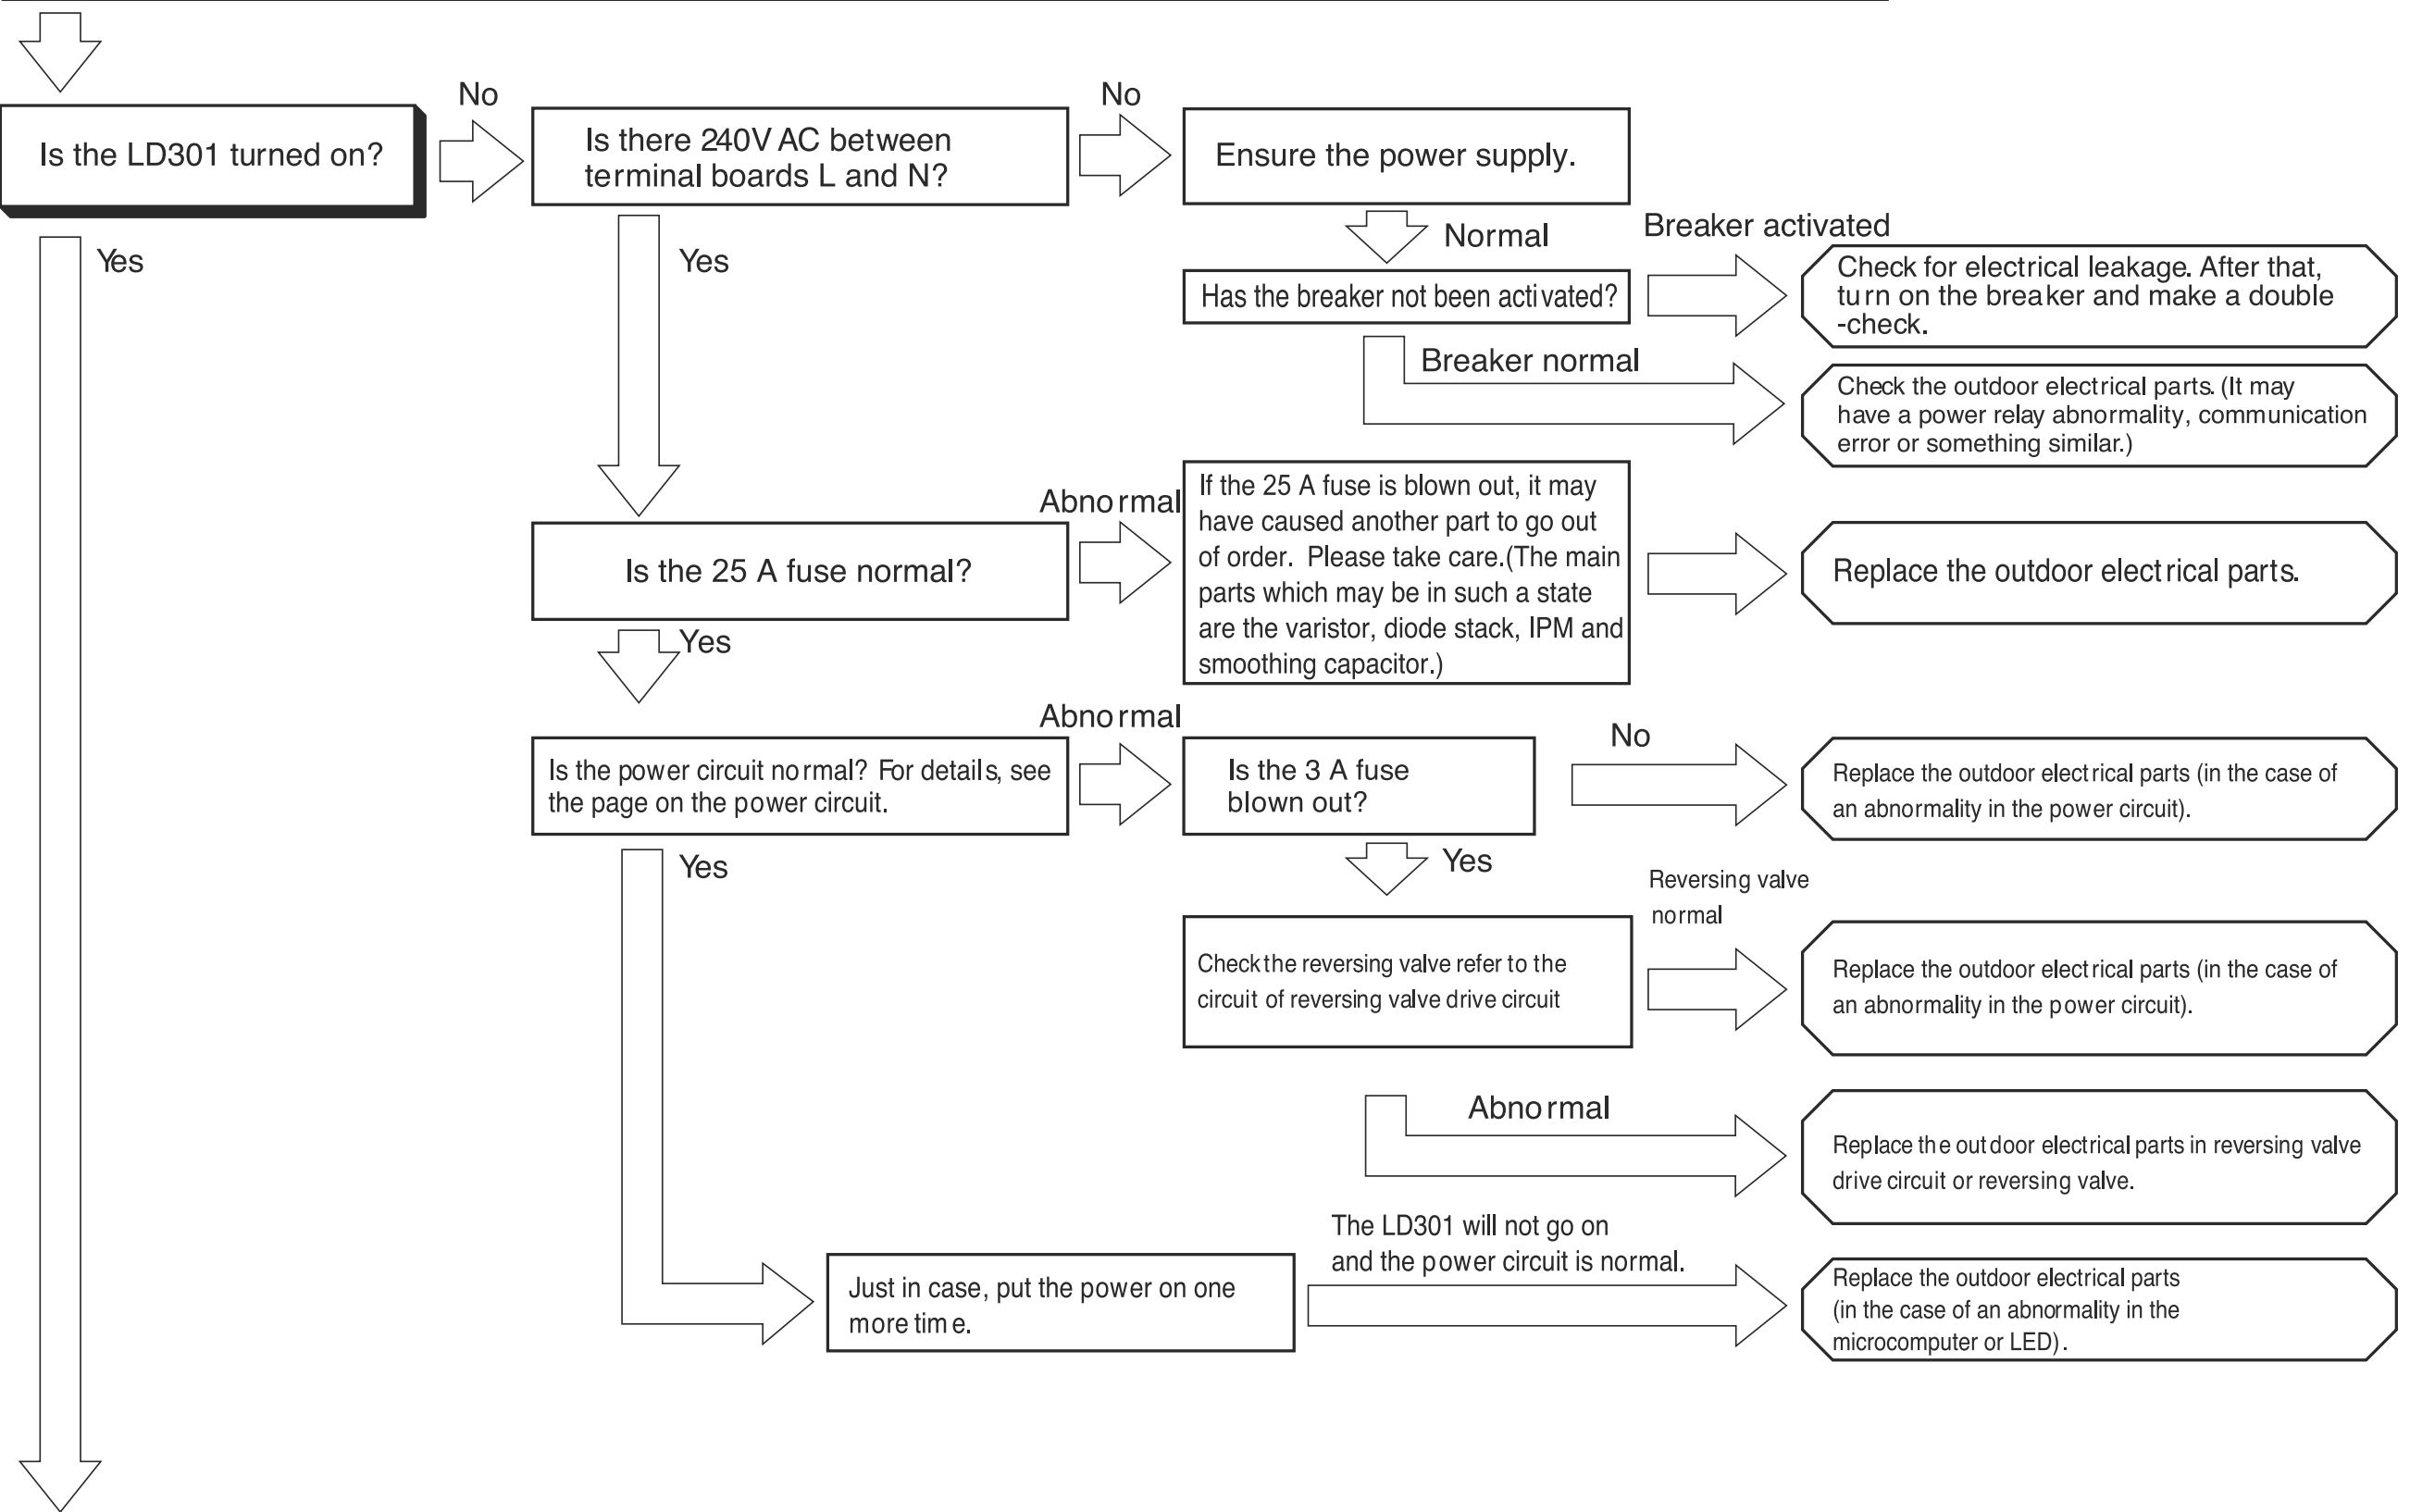 No
No
Is the LD301 turned on?
Is there 240V AC between
terminal boards L and N?
Ensure the power supply.
Yes
Yes
Normal
Breaker activated
Has the breaker not been activated?
Check for electrical leakage. After that,
turn on the breaker and make a double
-check.
Breaker normal
Check the outdoor electrical parts. (It may
have a power relay abnormality, communication
error or something similar.)
Abnormal
Is the 25 A fuse normal?
If the 25 A fuse is blown out, it may
have caused another part to go out
of order. Please take care.(The main
parts which may be in such a state
are the varistor, diode stack, IPM and
smoothing capacitor.)
Replace the outdoor electrical parts.
Yes
Abnormal
No
Is the power circuit normal? For details, see
the page on the power circuit.
Is the 3 A fuse
blown out?
Replace the outdoor electrical parts (in the case of
an abnormality in the power circuit).
Yes
Yes
Reversing valve
normal
Check the reversing valve refer to the
circuit of reversing valve drive circuit
Replace the outdoor electrical parts (in the case of
an abnormality in the power circuit).
Abnormal
Replace the outdoor electrical parts in reversing valve
drive circuit or reversing valve.
The LD301 will not go on
and the power circuit is normal.
Just in case, put the power on one
more time.
Replace the outdoor electrical parts
(in the case of an abnormality in the
microcomputer or LED).